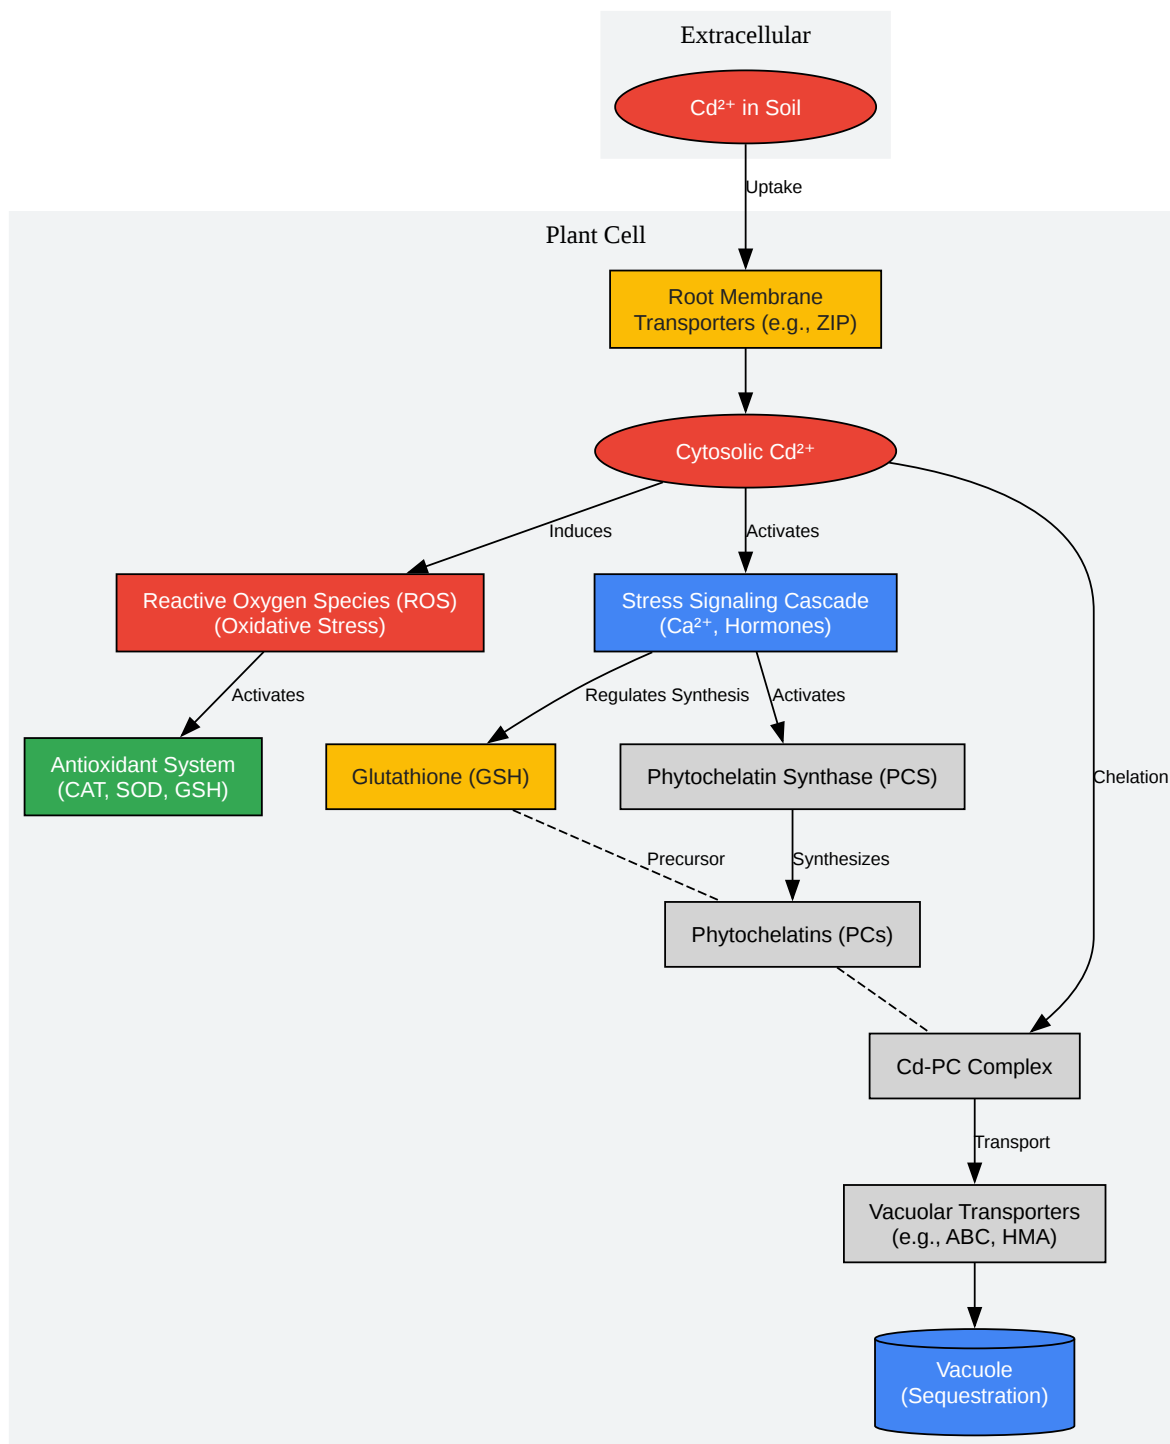 Extracellular
Cd²⁺ in Soil
Uptake
Plant Cell
Root Membrane
Transporters (e.g., ZIP)
Cytosolic Cd²⁺
Induces
Activates
Reactive Oxygen Species (ROS)
(Oxidative Stress)
Stress Signaling Cascade
(Ca²⁺, Hormones)
Activates
Regulates Synthesis
Activates
Antioxidant System
(CAT, SOD, GSH)
Glutathione (GSH)
Phytochelatin Synthase (PCS)
Chelation
Precursor
Synthesizes
Phytochelatins (PCs)
Cd-PC Complex
Transport
Vacuolar Transporters
(e.g., ABC, HMA)
Vacuole
(Sequestration)